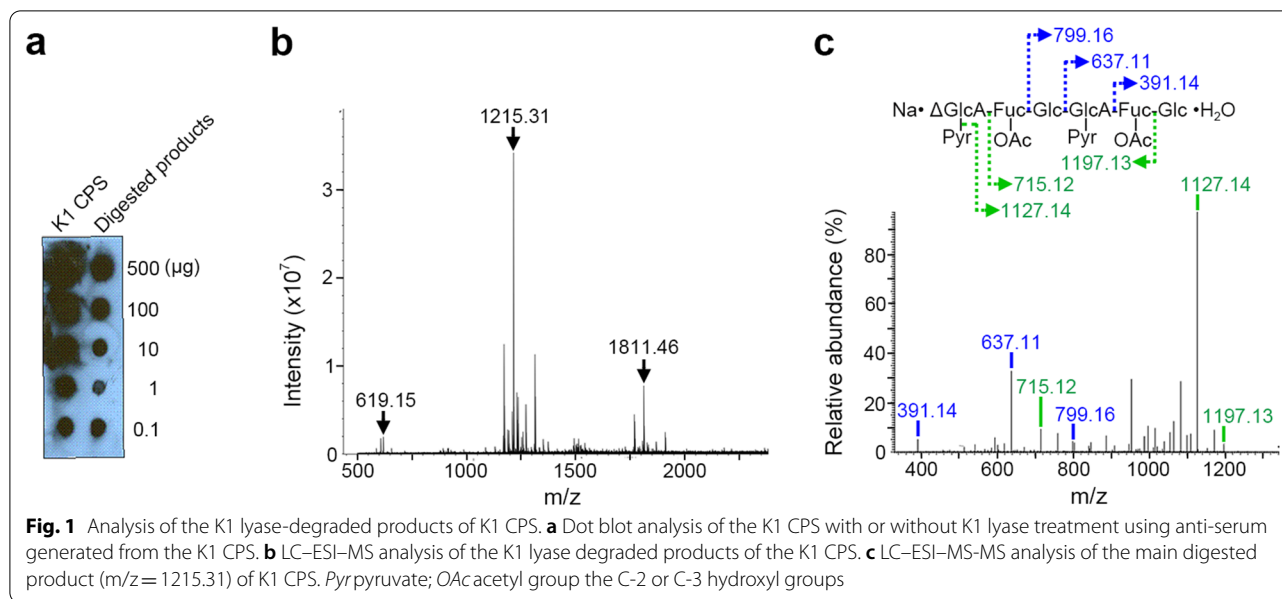 a
K1 CPS
Digested products
500 (µg)
100
10
1
0.1
b
Intensity (x10⁷)
3
2
1
0
619.15
1215.31
1811.46
500
1000
1500
2000
m/z
c
799.16
637.11
391.14
Na• ΔGlcA-Fuc-Glc-GlcA-Fuc-Glc •H₂O
Pyr OAc Pyr OAc
1197.13
715.12
1127.14
Relative abundance (%)
80
60
40
20
0
391.14
637.11
715.12
799.16
1127.14
1197.13
400
600
800
1000
1200
m/z
Fig. 1 Analysis of the K1 lyase-degraded products of K1 CPS. a Dot blot analysis of the K1 CPS with or without K1 lyase treatment using anti-serum
generated from the K1 CPS. b LC–ESI–MS analysis of the K1 lyase degraded products of the K1 CPS. c LC–ESI–MS-MS analysis of the main digested
product (m/z = 1215.31) of K1 CPS. Pyr pyruvate; OAc acetyl group the C-2 or C-3 hydroxyl groups